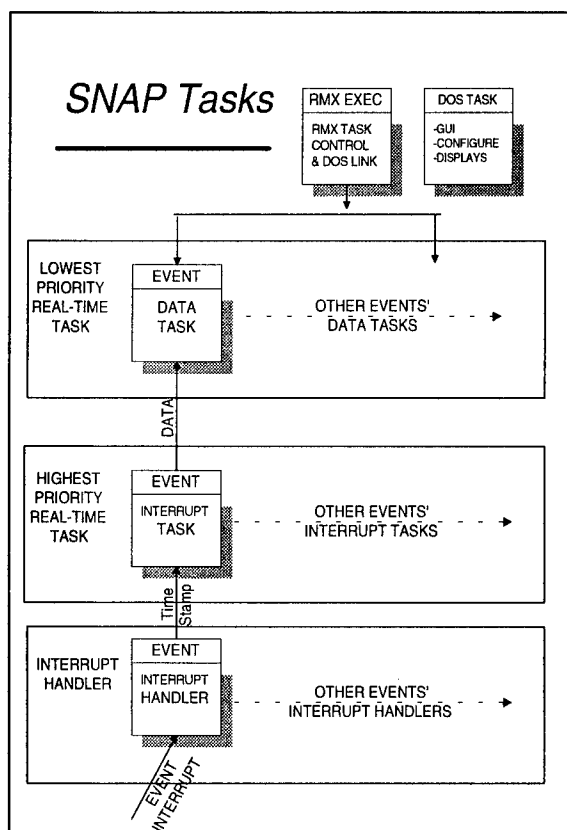 SNAP Tasks
RMX EXEC
RMX TASK
CONTROL
& DOS LINK
DOS TASK
-GUI
-CONFIGURE
-DISPLAYS
LOWEST
PRIORITY
REAL-TIME
TASK
EVENT
DATA
TASK
OTHER EVENTS'
DATA TASKS
DATA
HIGHEST
PRIORITY
REAL-TIME
TASK
EVENT
INTERRUPT
TASK
OTHER EVENTS'
INTERRUPT TASKS
Time
Stamp
INTERRUPT
HANDLER
EVENT
INTERRUPT
HANDLER
OTHER EVENTS'
INTERRUPT HANDLERS
EVENT
INTERRUPT